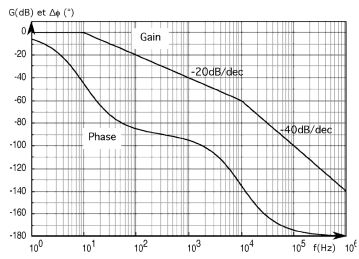 G(dB) et Δφ (°)
0
Gain
-20
-20dB/dec
-40
-60
-40dB/dec
-80
Phase
-100
-120
-140
-160
-180
10⁰ 10¹ 10² 10³ 10⁴ 10⁵ f(Hz) 10⁶